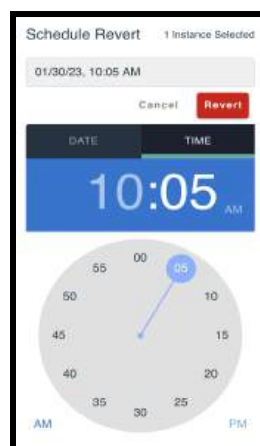 Schedule Revert 1 Instance Selected
01/30/23, 10:05 AM
Cancel Revert
DATE TIME
10:05 AM
00
55 05
50 10
45 15
40 20
35 25
30
AM PM